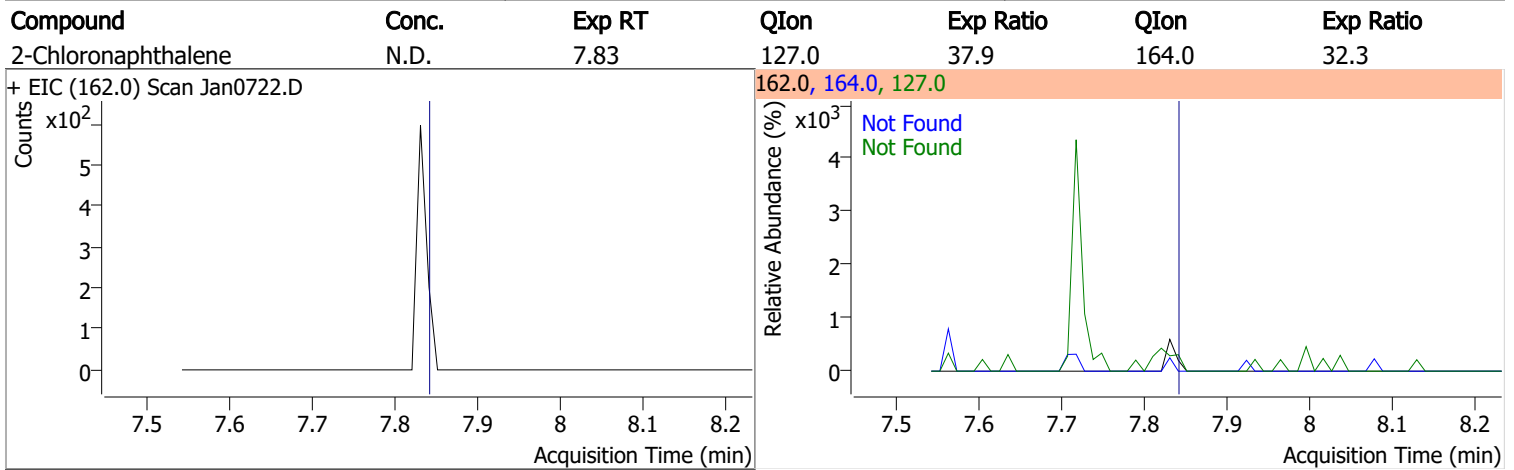 Compound Conc. Exp RT QIon Exp Ratio QIon Exp Ratio
2-Chloronaphthalene N.D. 7.83 127.0 37.9 164.0 32.3
+ EIC (162.0) Scan Jan0722.D
Counts
x10²
5
4
3
2
1
0
7.5 7.6 7.7 7.8 7.9 8 8.1 8.2
Acquisition Time (min)
162.0, 164.0, 127.0
Relative Abundance (%)
x10³
Not Found
Not Found
4
3
2
1
0
7.5 7.6 7.7 7.8 7.9 8 8.1 8.2
Acquisition Time (min)